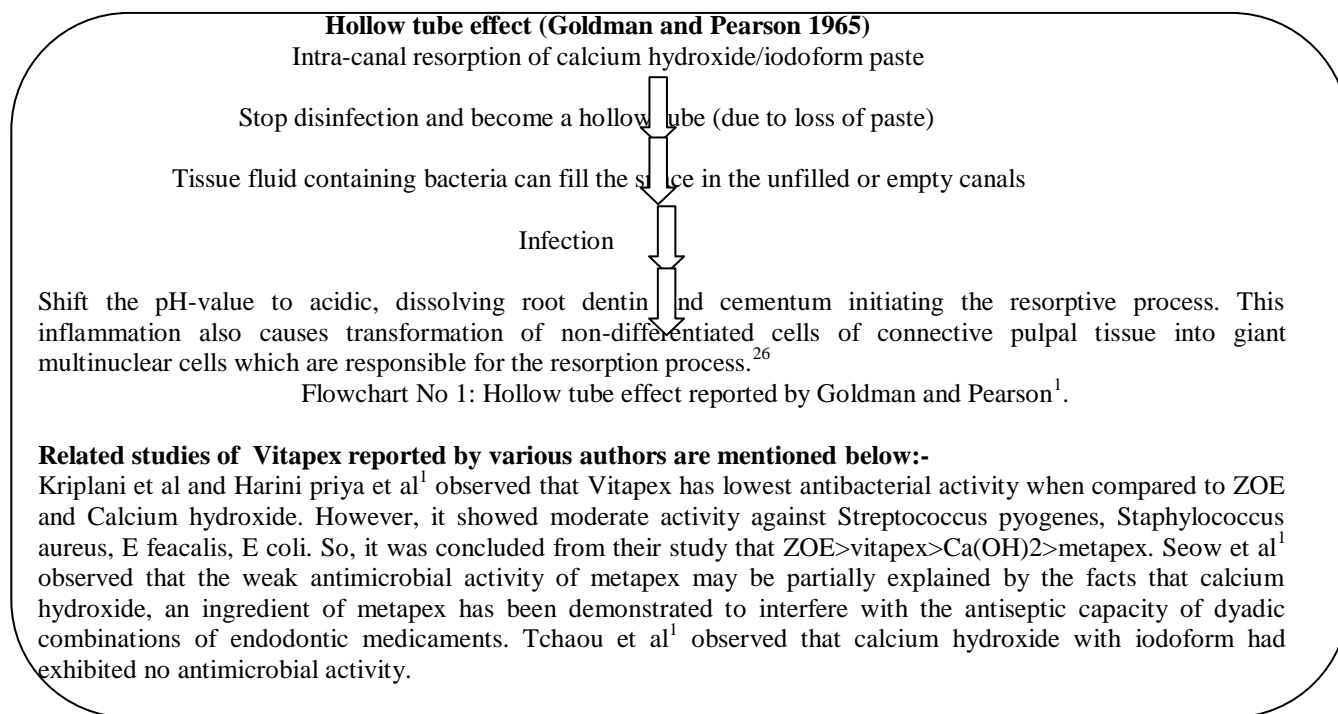 Hollow tube effect (Goldman and Pearson 1965)
Intra-canal resorption of calcium hydroxide/iodoform paste
Stop disinfection and become a hollow tube (due to loss of paste)
Tissue fluid containing bacteria can fill the space in the unfilled or empty canals
Infection
Shift the pH-value to acidic, dissolving root dentin and cementum initiating the resorptive process. This
inflammation also causes transformation of non-differentiated cells of connective pulpal tissue into giant
multinuclear cells which are responsible for the resorption process.26
Flowchart No 1: Hollow tube effect reported by Goldman and Pearson1.
Related studies of Vitapex reported by various authors are mentioned below:-
Kriplani et al and Harini priya et al1 observed that Vitapex has lowest antibacterial activity when compared to ZOE
and Calcium hydroxide. However, it showed moderate activity against Streptococcus pyogenes, Staphylococcus
aureus, E feacalis, E coli. So, it was concluded from their study that ZOE>vitapex>Ca(OH)2>metapex. Seow et al1
observed that the weak antimicrobial activity of metapex may be partially explained by the facts that calcium
hydroxide, an ingredient of metapex has been demonstrated to interfere with the antiseptic capacity of dyadic
combinations of endodontic medicaments. Tchaou et al1 observed that calcium hydroxide with iodoform had
exhibited no antimicrobial activity.